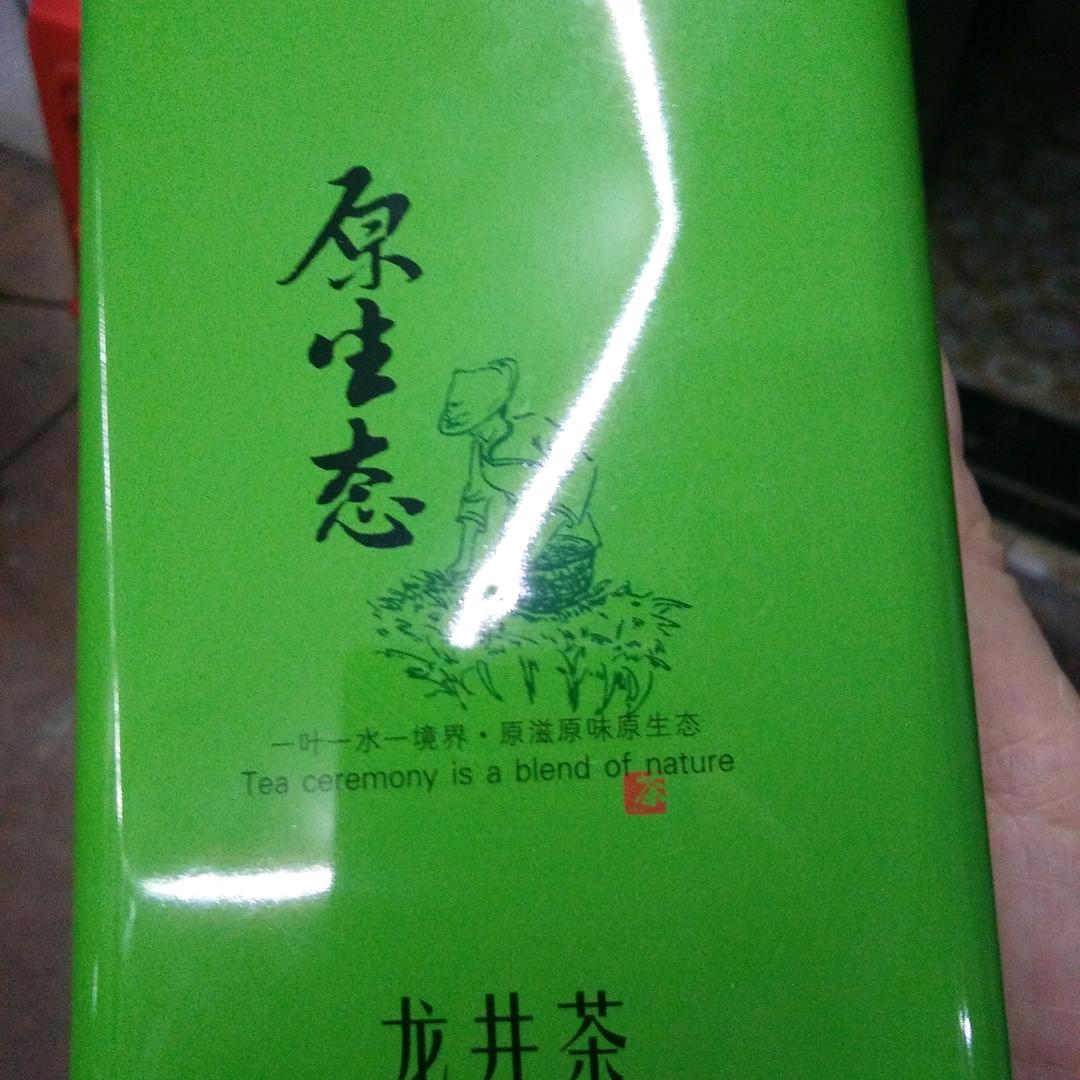 原生态
一叶一水一境界·原滋原味原生态
Tea ceremony is a blend of nature
茶
龙井茶